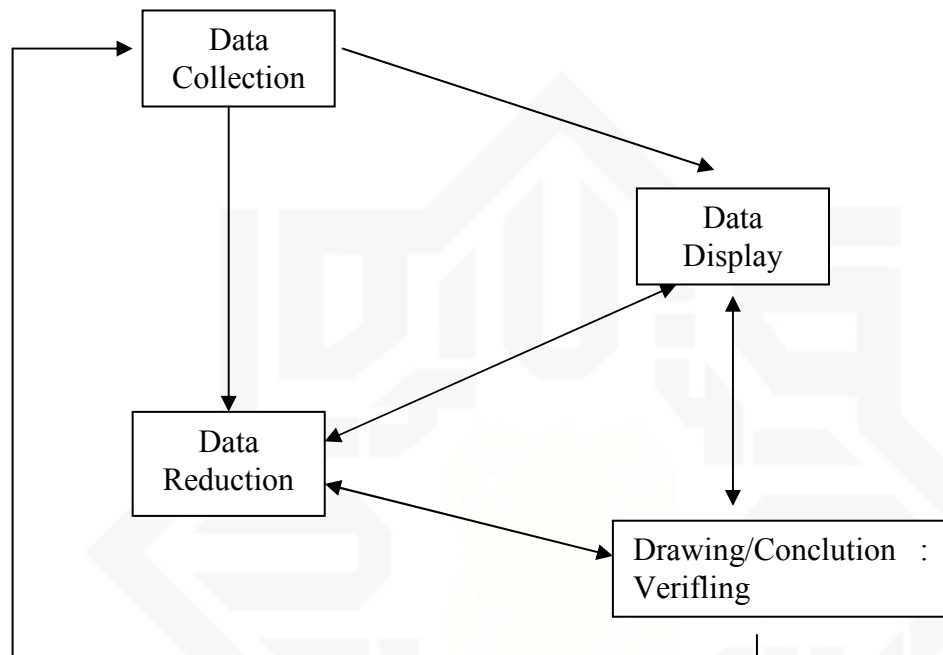 Data
Collection
Data
Display
Data
Reduction
Drawing/Conclution :
Verifling